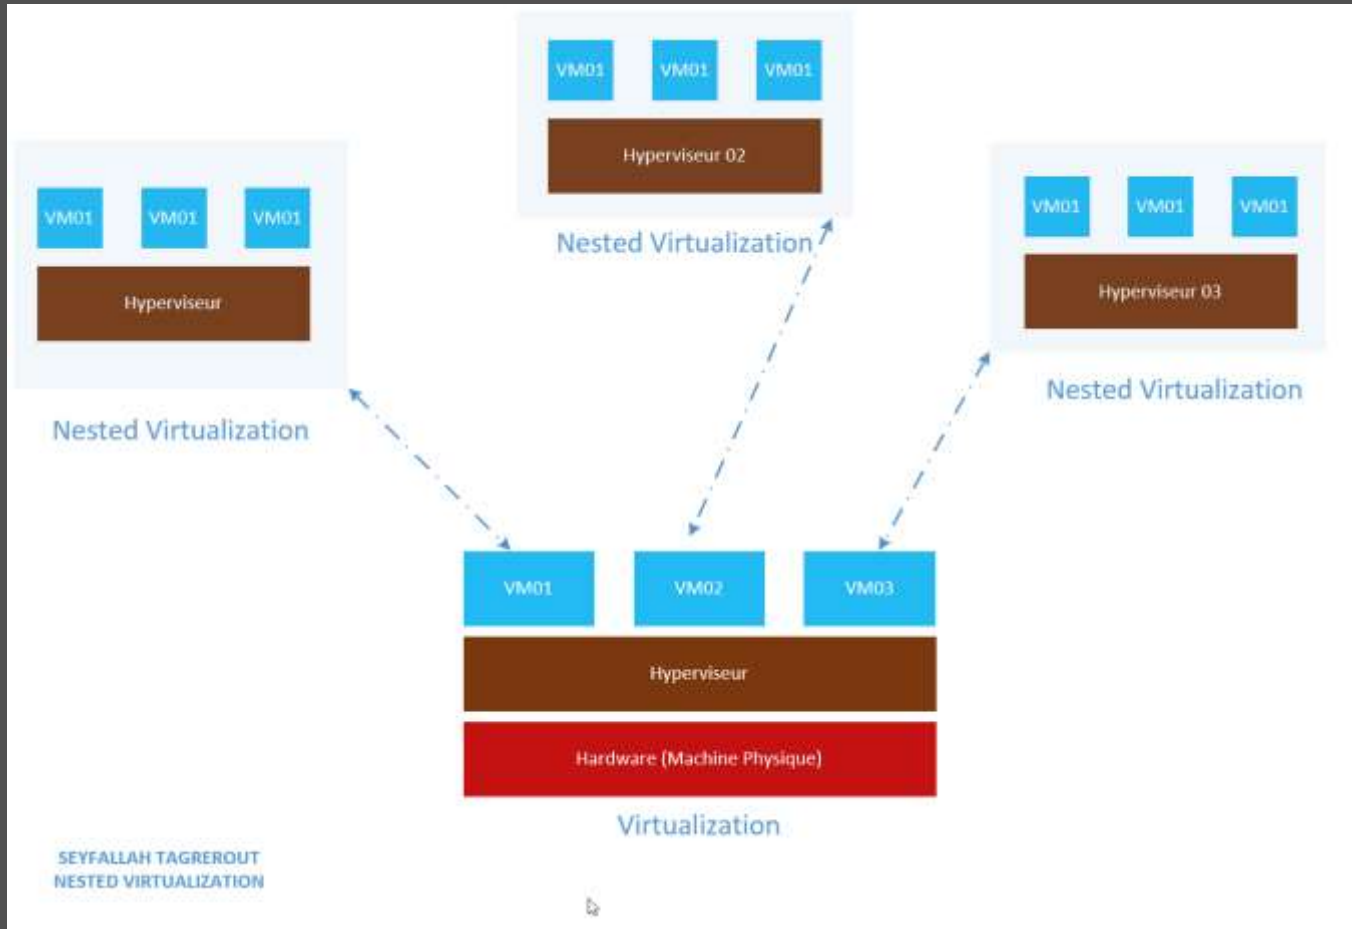 VM01 VM01 VM01
Hyperviseur 02
Nested Virtualization
VM01 VM01 VM01
Hyperviseur
Nested Virtualization
VM01 VM01 VM01
Hyperviseur 03
Nested Virtualization
VM01 VM02 VM03
Hyperviseur
Hardware (Machine Physique)
Virtualization
SEYFALLAH TAGREROUT
NESTED VIRTUALIZATION